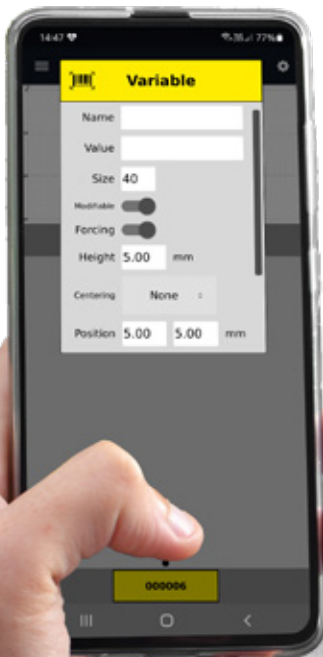 14:47 77%
Variable
Name
Value
Size 40
Modifiable
Forcing
Height 5.00 mm
Centering None
Position 5.00 5.00 mm
000006